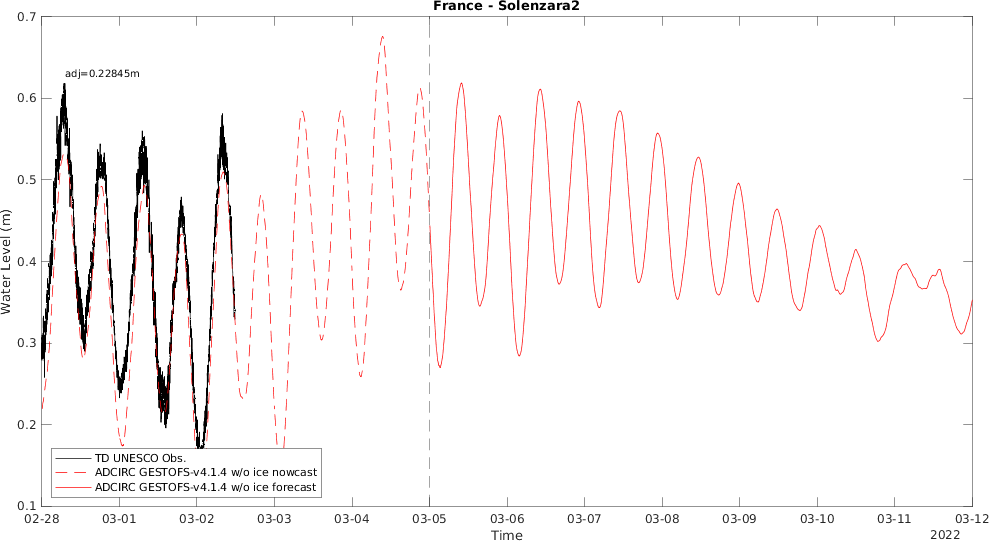 France - Solenzara2
0.7
adj=0.22845m
0.6
0.5
0.4
0.3
0.2
0.1
Water Level (m)
TD UNESCO Obs.
ADCIRC GESTOFS-v4.1.4 w/o ice nowcast
ADCIRC GESTOFS-v4.1.4 w/o ice forecast
02-28 03-01 03-02 03-03 03-04 03-05 03-06 03-07 03-08 03-09 03-10 03-11 03-12
Time
2022